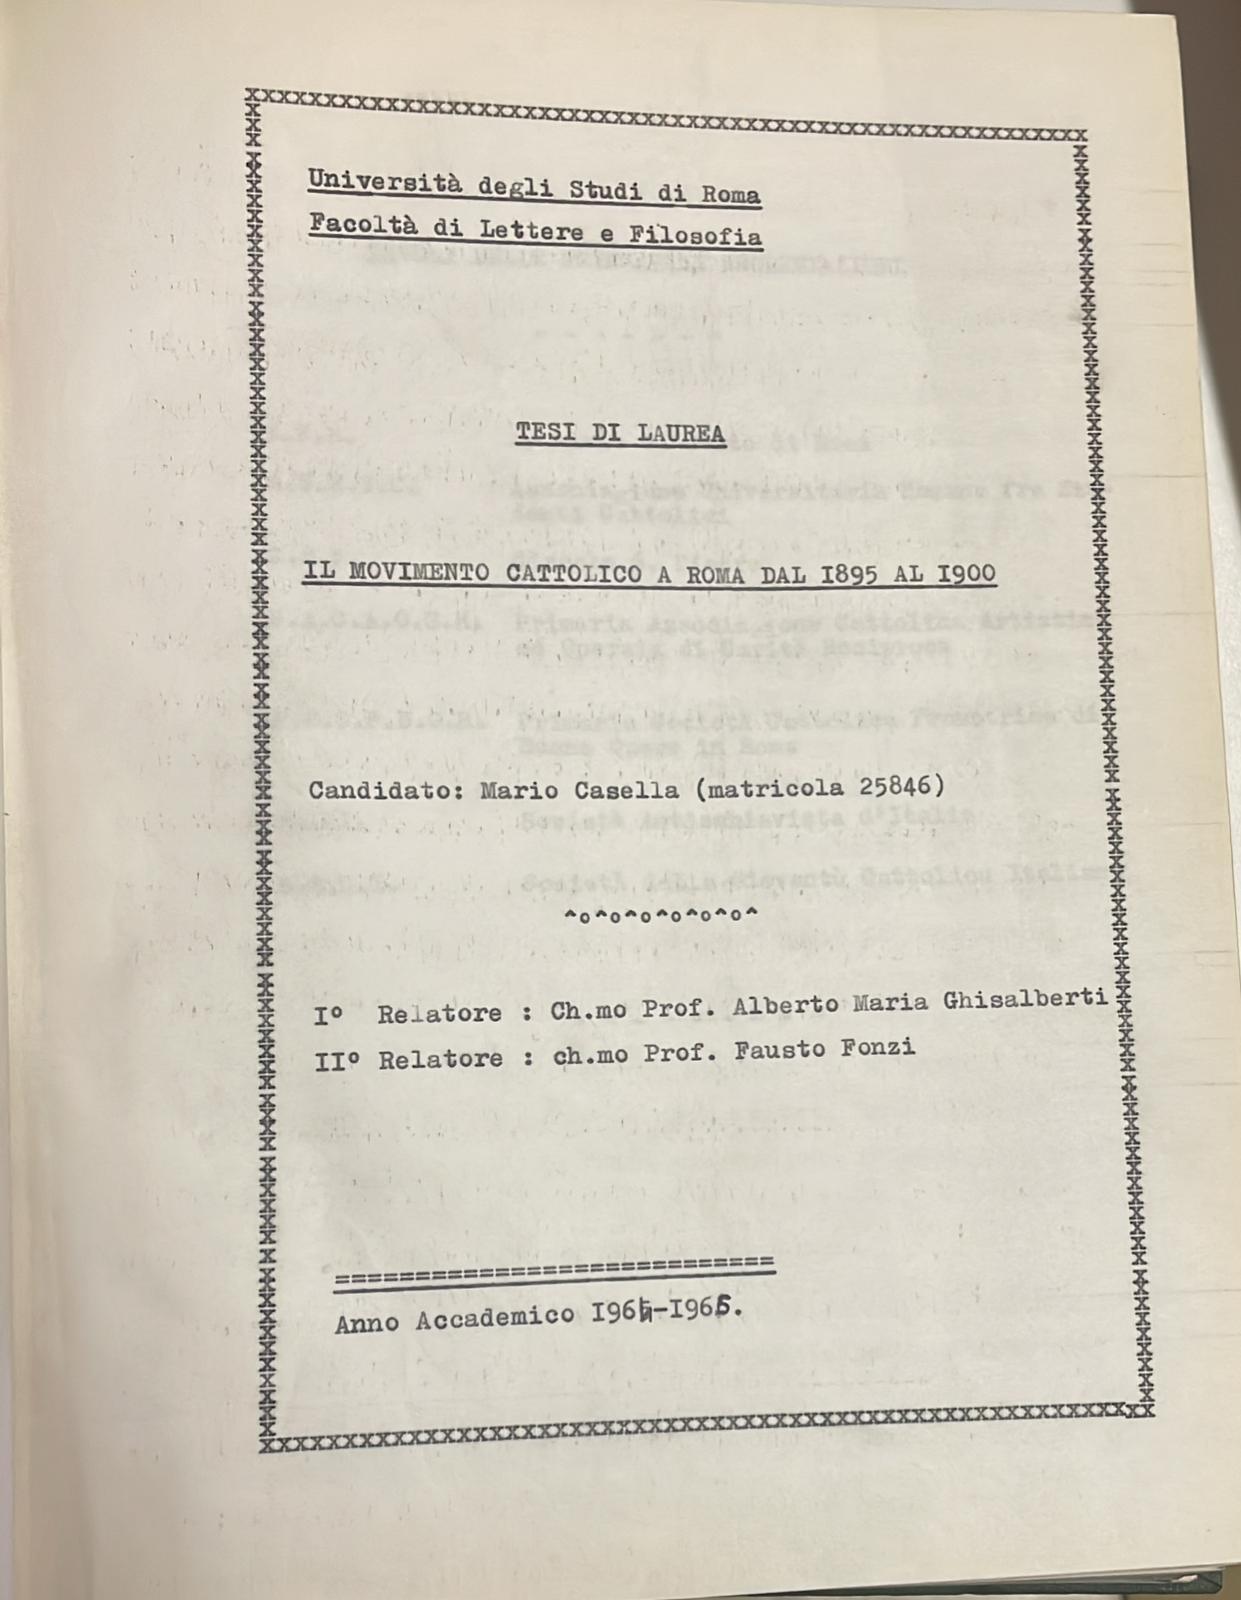 Università degli Studi di Roma
Facoltà di Lettere e Filosofia
TESI DI LAUREA
IL MOVIMENTO CATTOLICO A ROMA DAL I895 AL I900
Candidato: Mario Casella (matricola 25846)
^o^o^o^o^o^o^
I° Relatore : Ch.mo Prof. Alberto Maria Ghisalberti
II° Relatore : ch.mo Prof. Fausto Fonzi
Anno Accademico